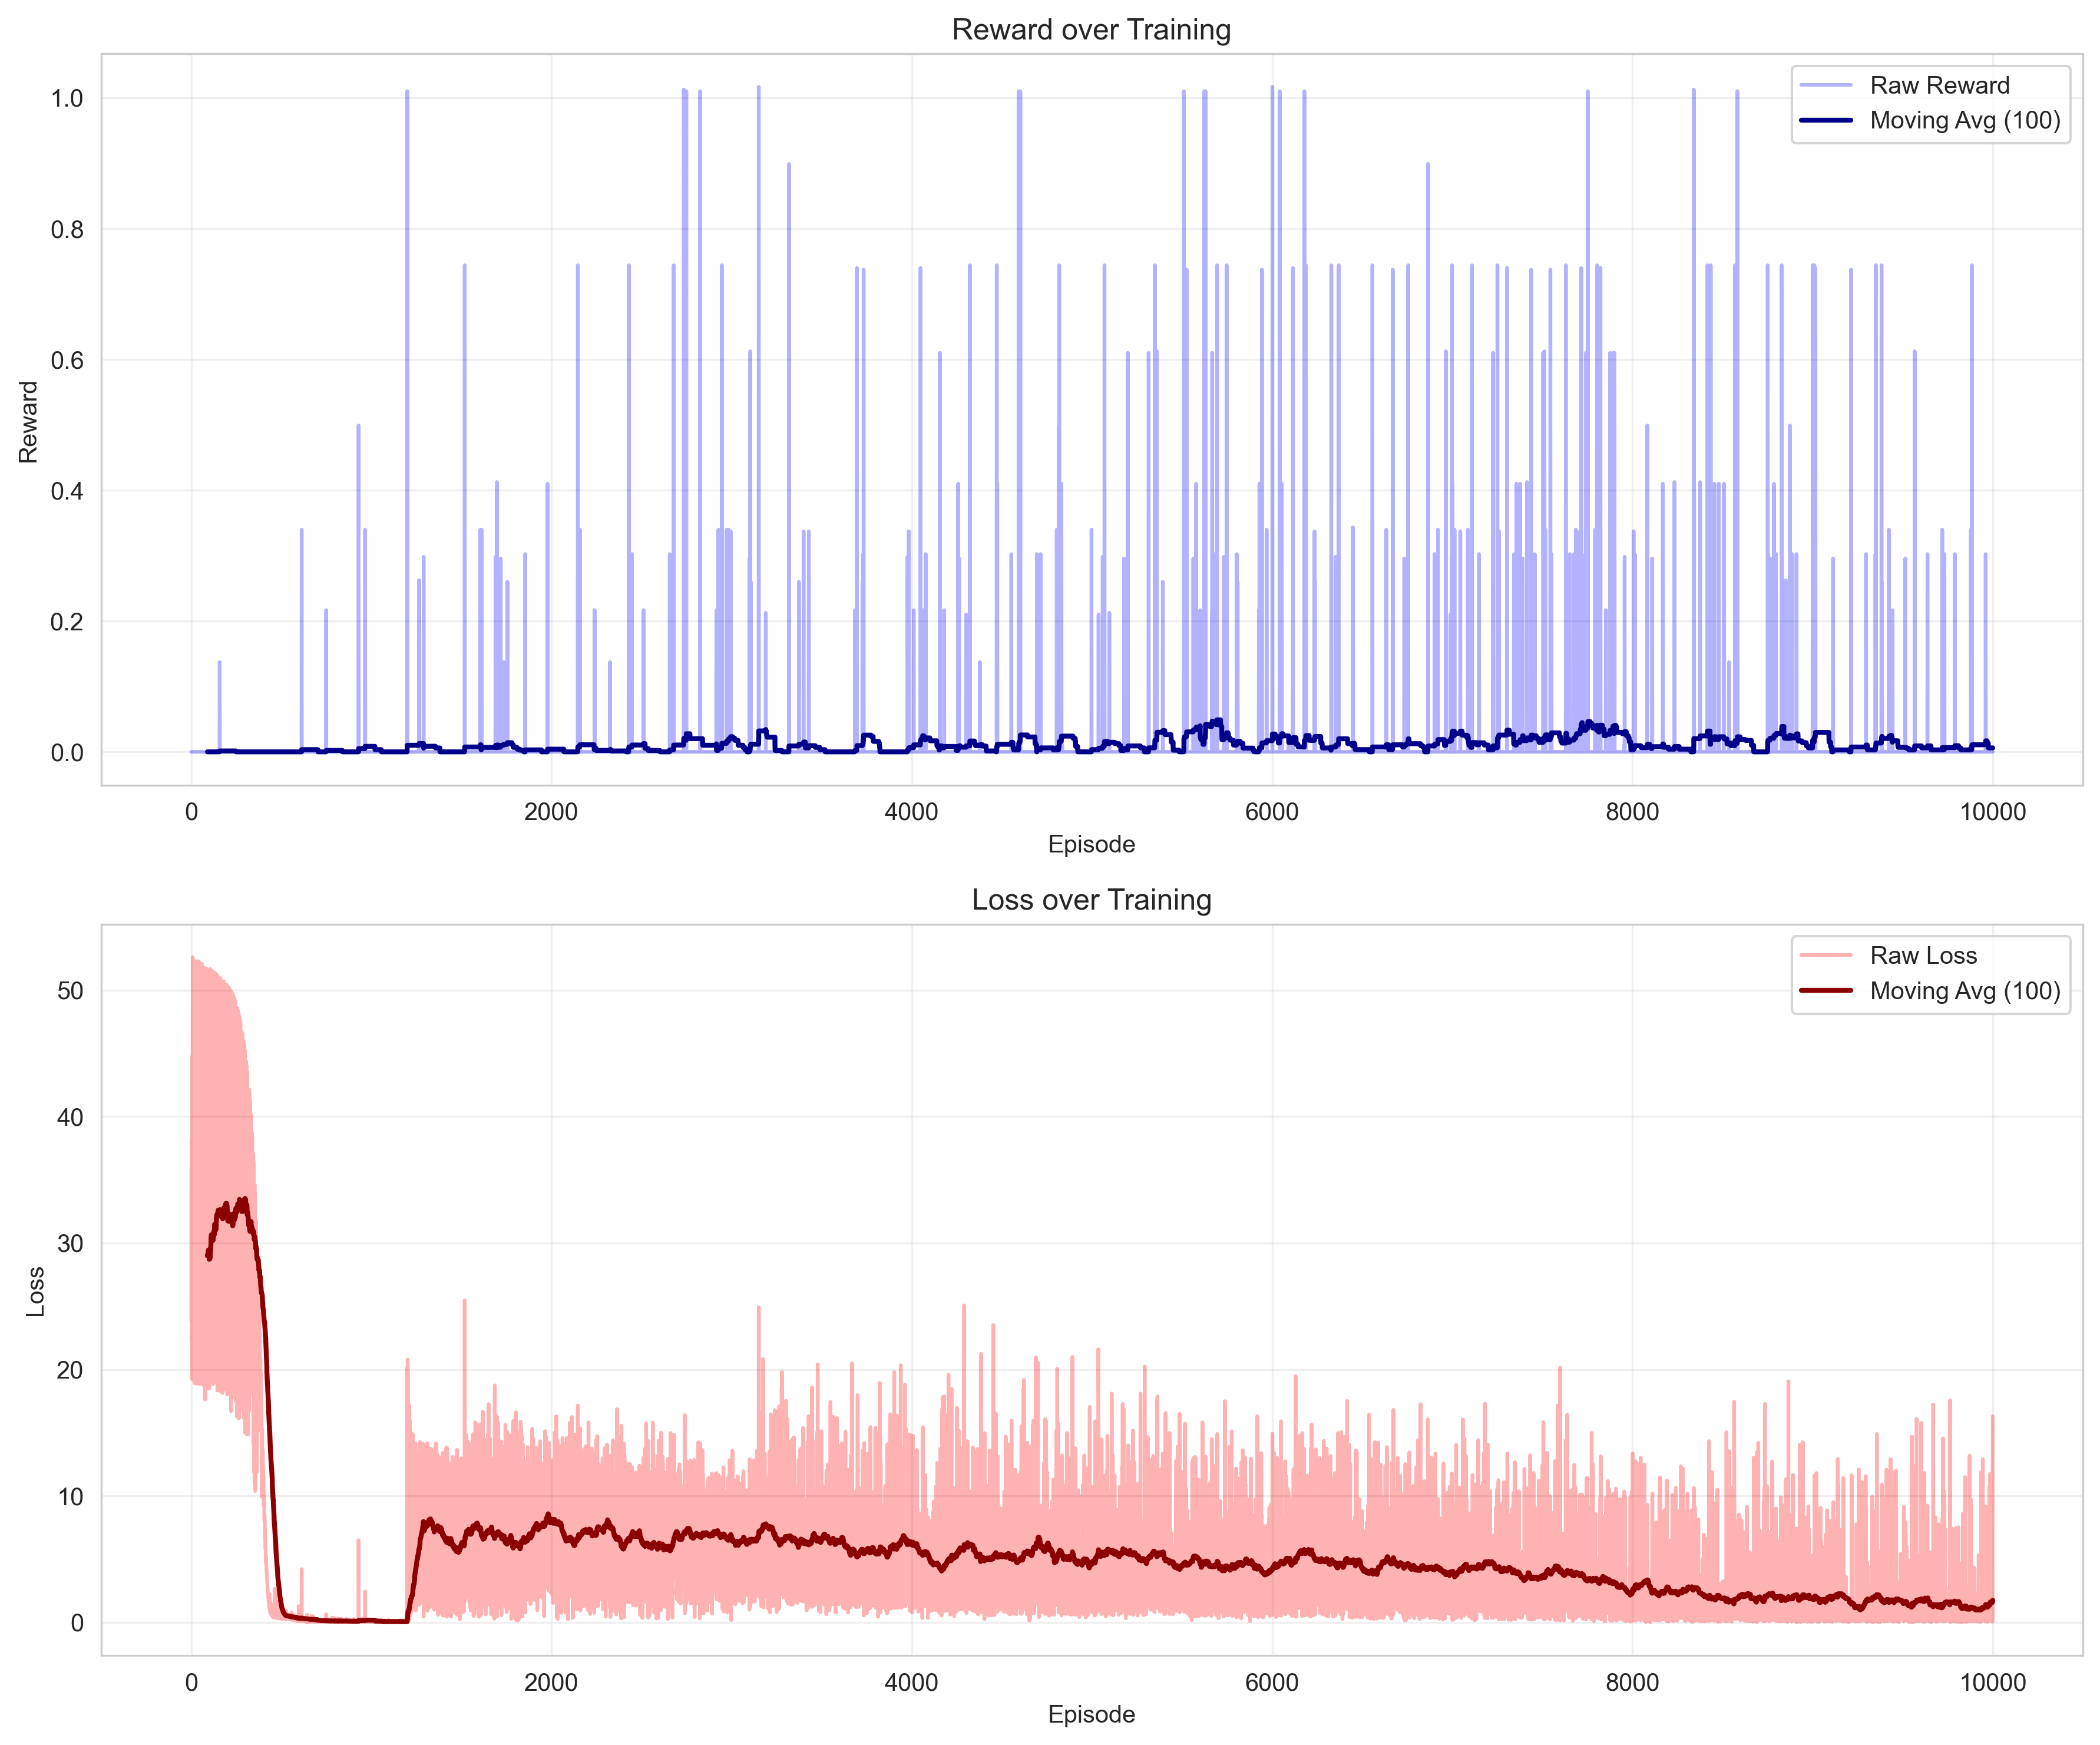 Reward over Training
Raw Reward
Moving Avg (100)
Reward
1.0
0.8
0.6
0.4
0.2
0.0
0 2000 4000 6000 8000 10000
Episode
Loss over Training
Raw Loss
Moving Avg (100)
Loss
50
40
30
20
10
0
0 2000 4000 6000 8000 10000
Episode